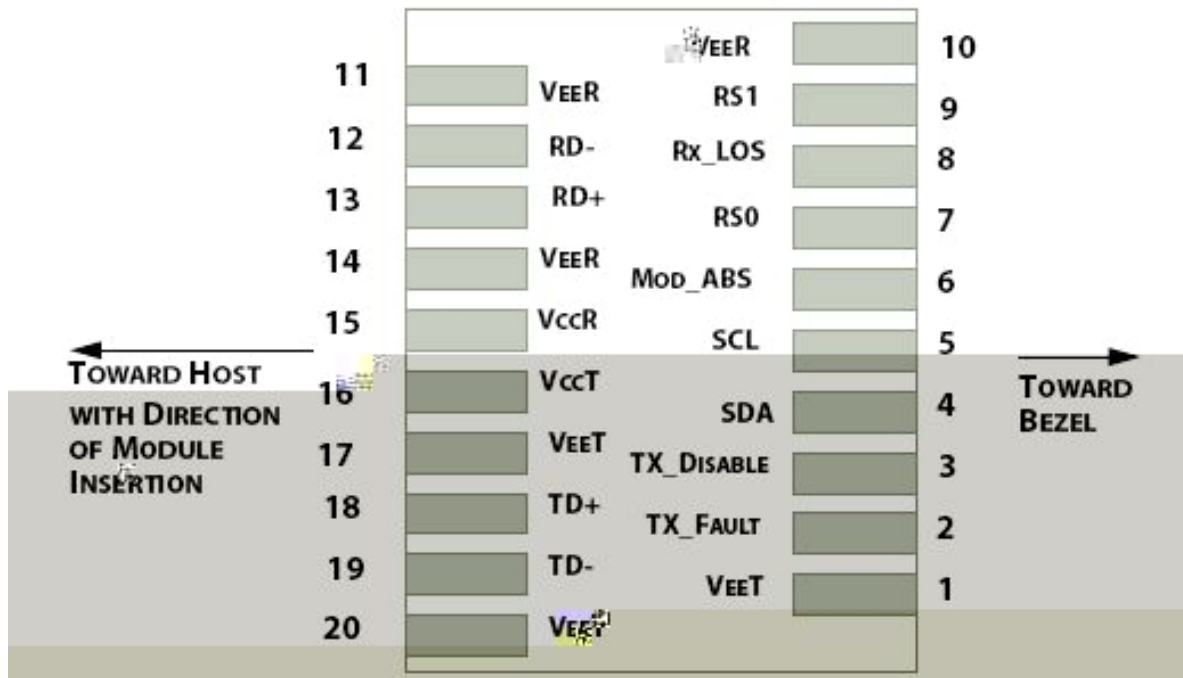 VEER 10
11 VEER
RS1 9
12 RD-
Rx_LOS 8
13 RD+
RS0 7
14 VEER
MOD_ABS 6
15 VccR
SCL 5
TOWARD HOST
WITH DIRECTION
OF MODULE
INSERTION
TOWARD
BEZEL
16 VccT
SDA 4
17 VEET
TX_DISABLE 3
18 TD+
TX_FAULT 2
19 TD-
VEET 1
20 VEET